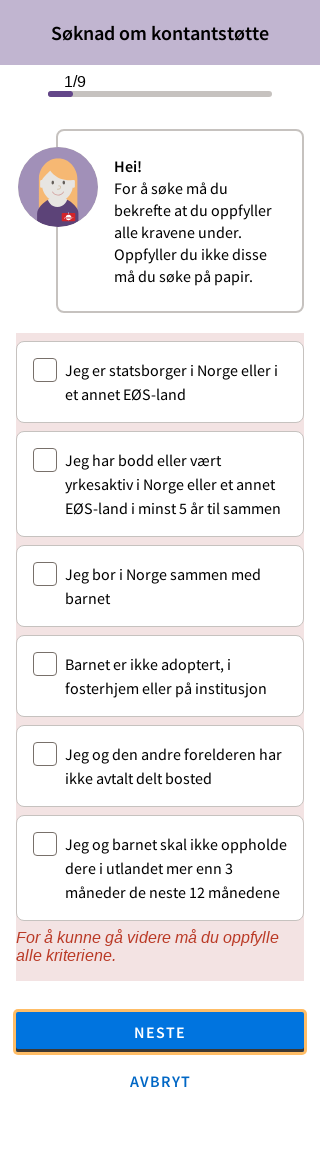 Søknad om kontantstøtte
1/9
Hei!
For å søke må du
bekrefte at du oppfyller
alle kravene under.
Oppfyller du ikke disse
må du søke på papir.
Jeg er statsborger i Norge eller i
et annet EØS-land
Jeg har bodd eller vært
yrkesaktiv i Norge eller et annet
EØS-land i minst 5 år til sammen
Jeg bor i Norge sammen med
barnet
Barnet er ikke adoptert, i
fosterhjem eller på institusjon
Jeg og den andre forelderen har
ikke avtalt delt bosted
Jeg og barnet skal ikke oppholde
dere i utlandet mer enn 3
måneder de neste 12 månedene
For å kunne gå videre må du oppfylle
alle kriteriene.
NESTE
AVBRYT